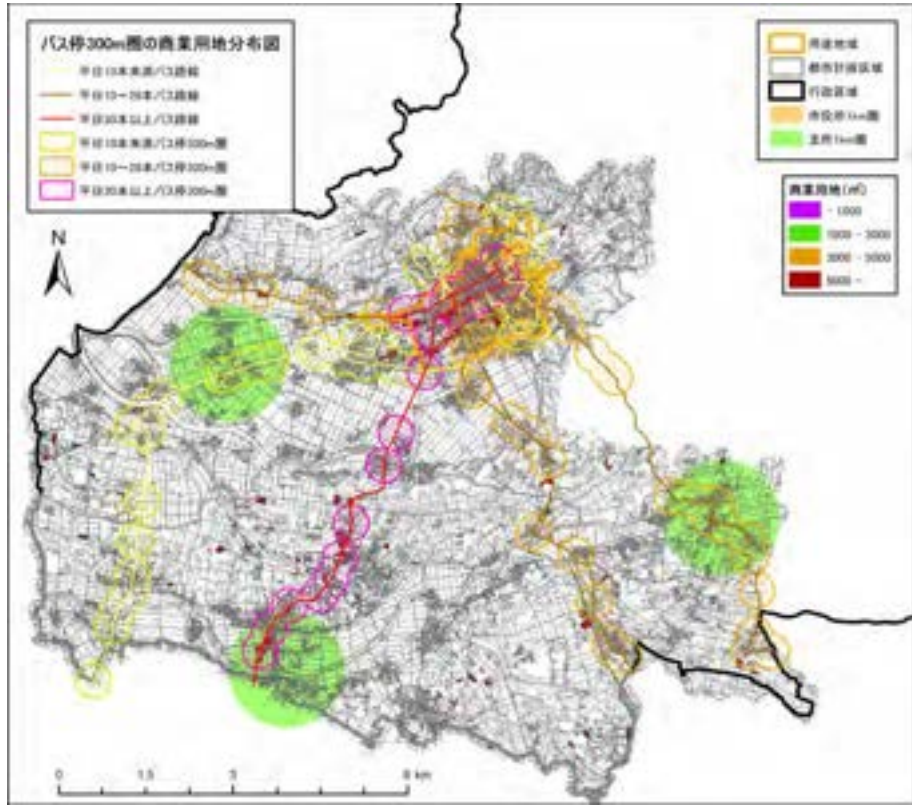 バス停300m圏の商業用地分布図
平日10本未満バス路線
平日10～29本バス路線
平日30本以上バス路線
平日10本未満バス停300m圏
平日10～29本バス停300m圏
平日30本以上バス停300m圏
用途地域
都市計画区域
行政区域
市役所1km圏
支所1km圏
商業用地(㎡)
- 1000
1000 - 3000
3000 - 5000
5000 -
N
0 1.5 3 6 km